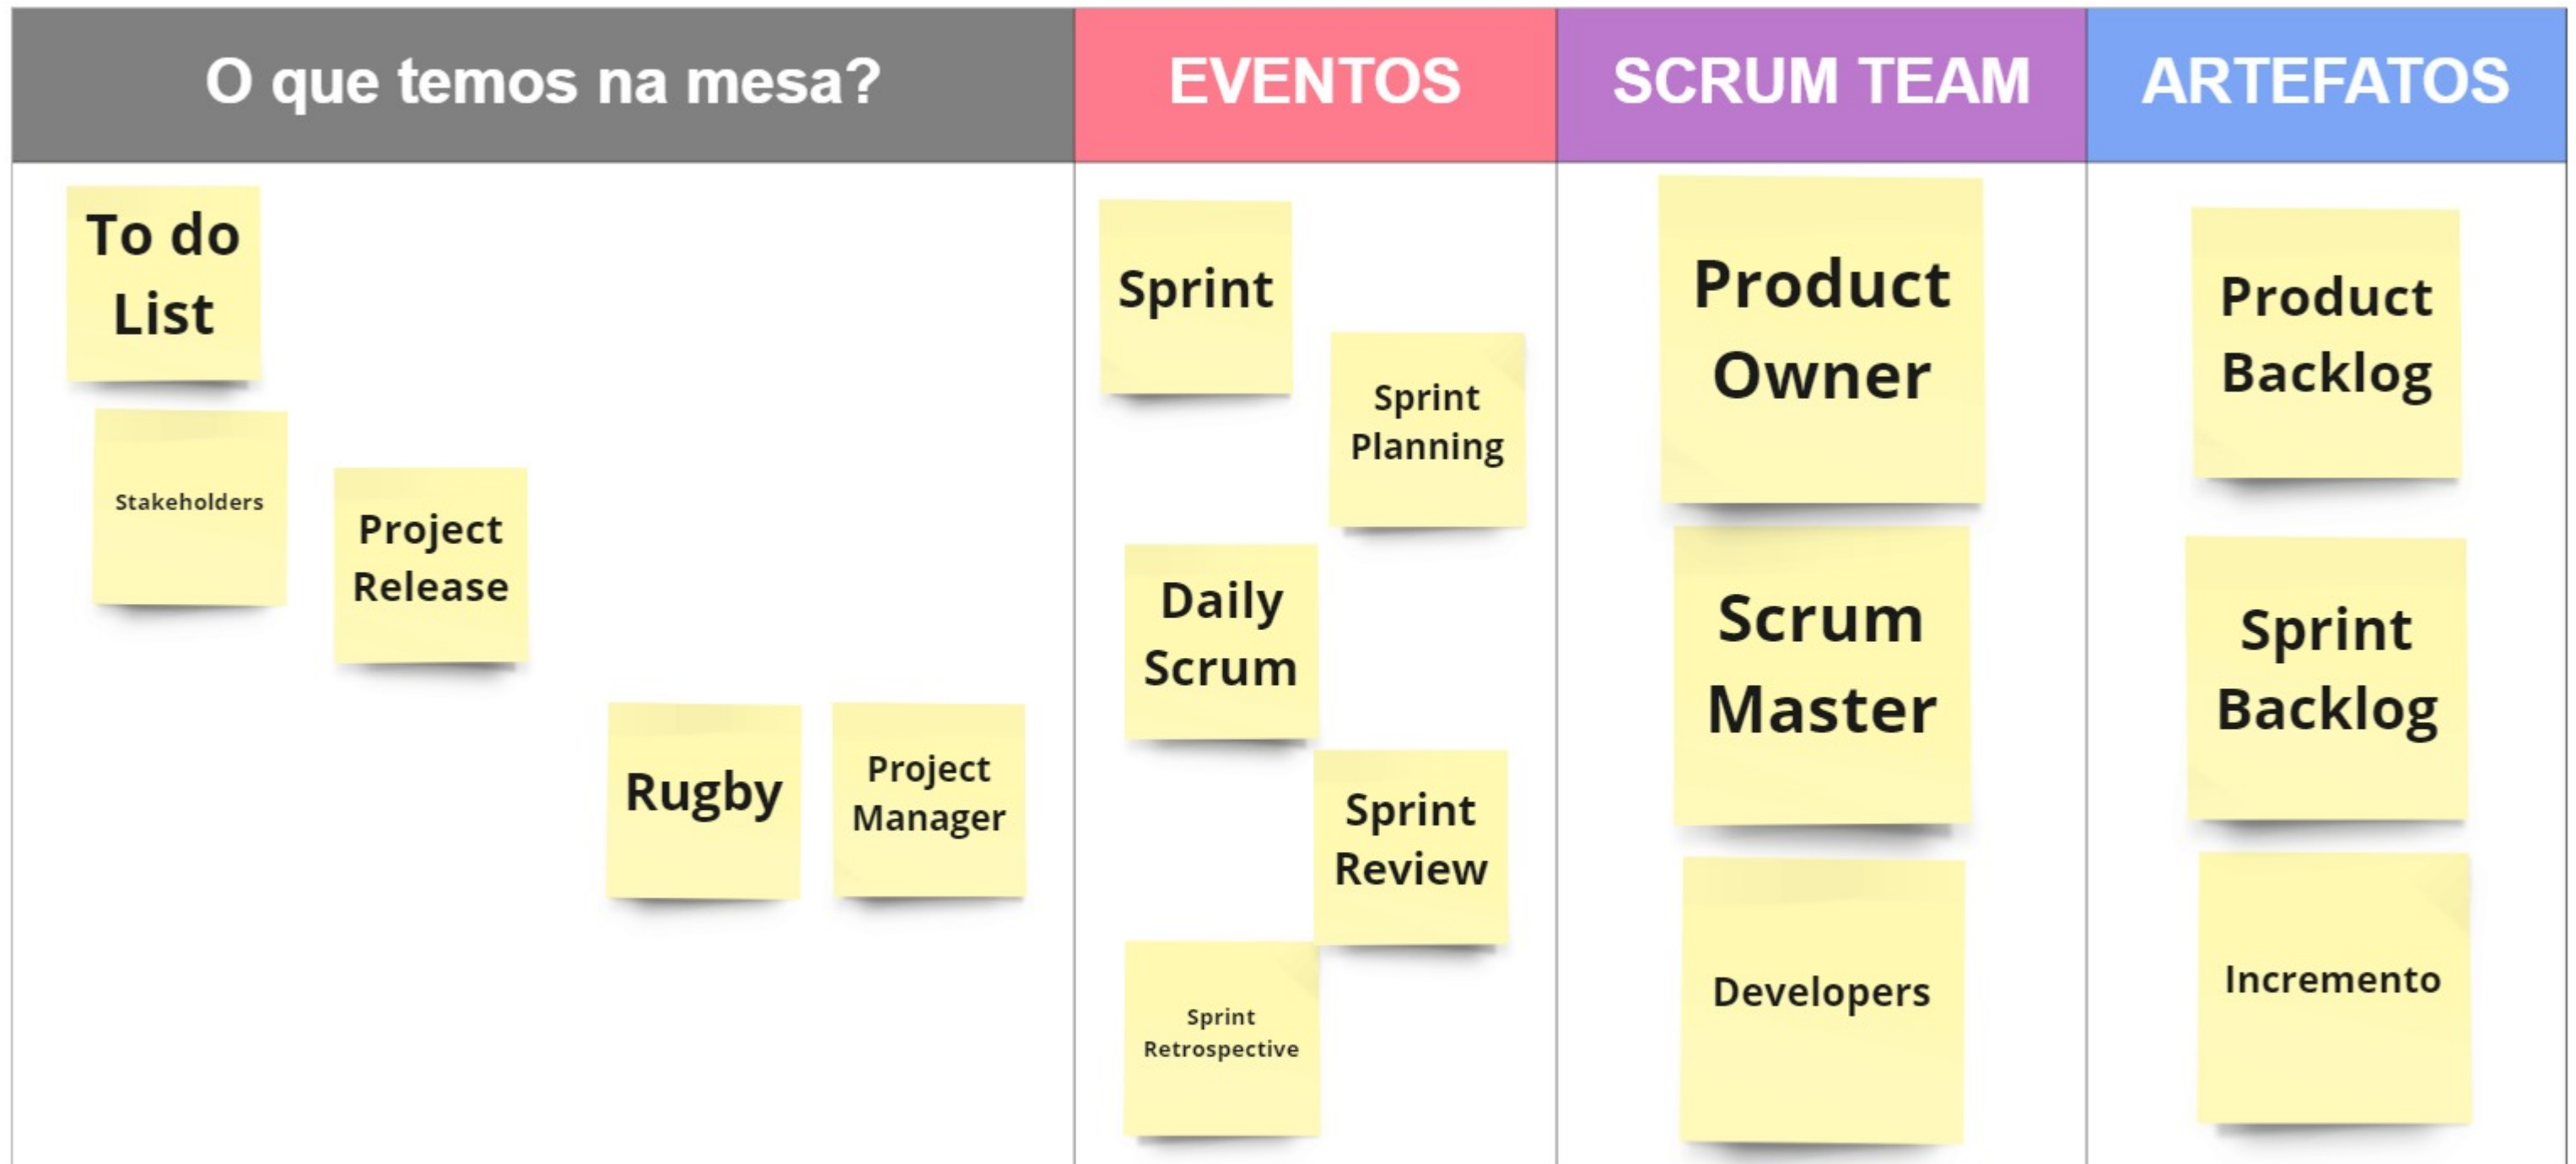 O que temos na mesa?
EVENTOS
SCRUM TEAM
ARTEFATOS
To do
List
Stakeholders
Project
Release
Rugby
Project
Manager
Sprint
Sprint
Planning
Daily
Scrum
Sprint
Review
Sprint
Retrospective
Product
Owner
Scrum
Master
Developers
Product
Backlog
Sprint
Backlog
Incremento